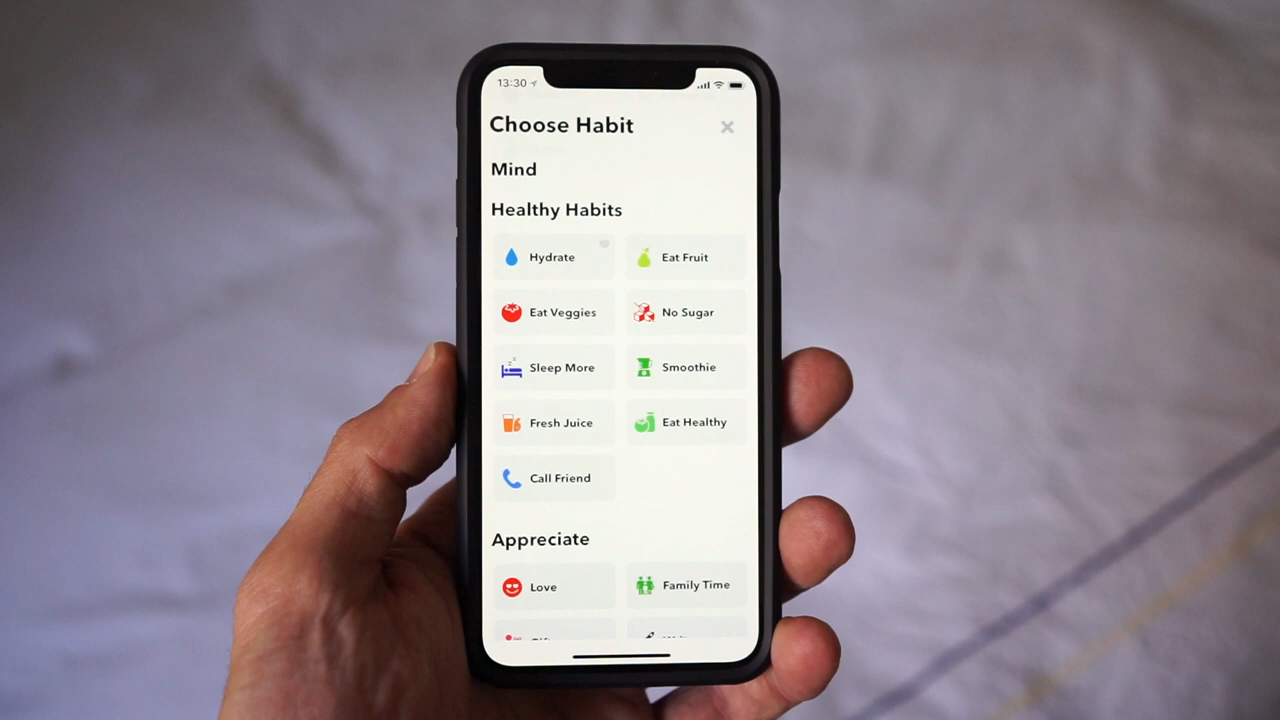 13:30
Choose Habit
Mind
Healthy Habits
Hydrate
Eat Fruit
Eat Veggies
No Sugar
Sleep More
Smoothie
Fresh Juice
Eat Healthy
Call Friend
Appreciate
Love
Family Time